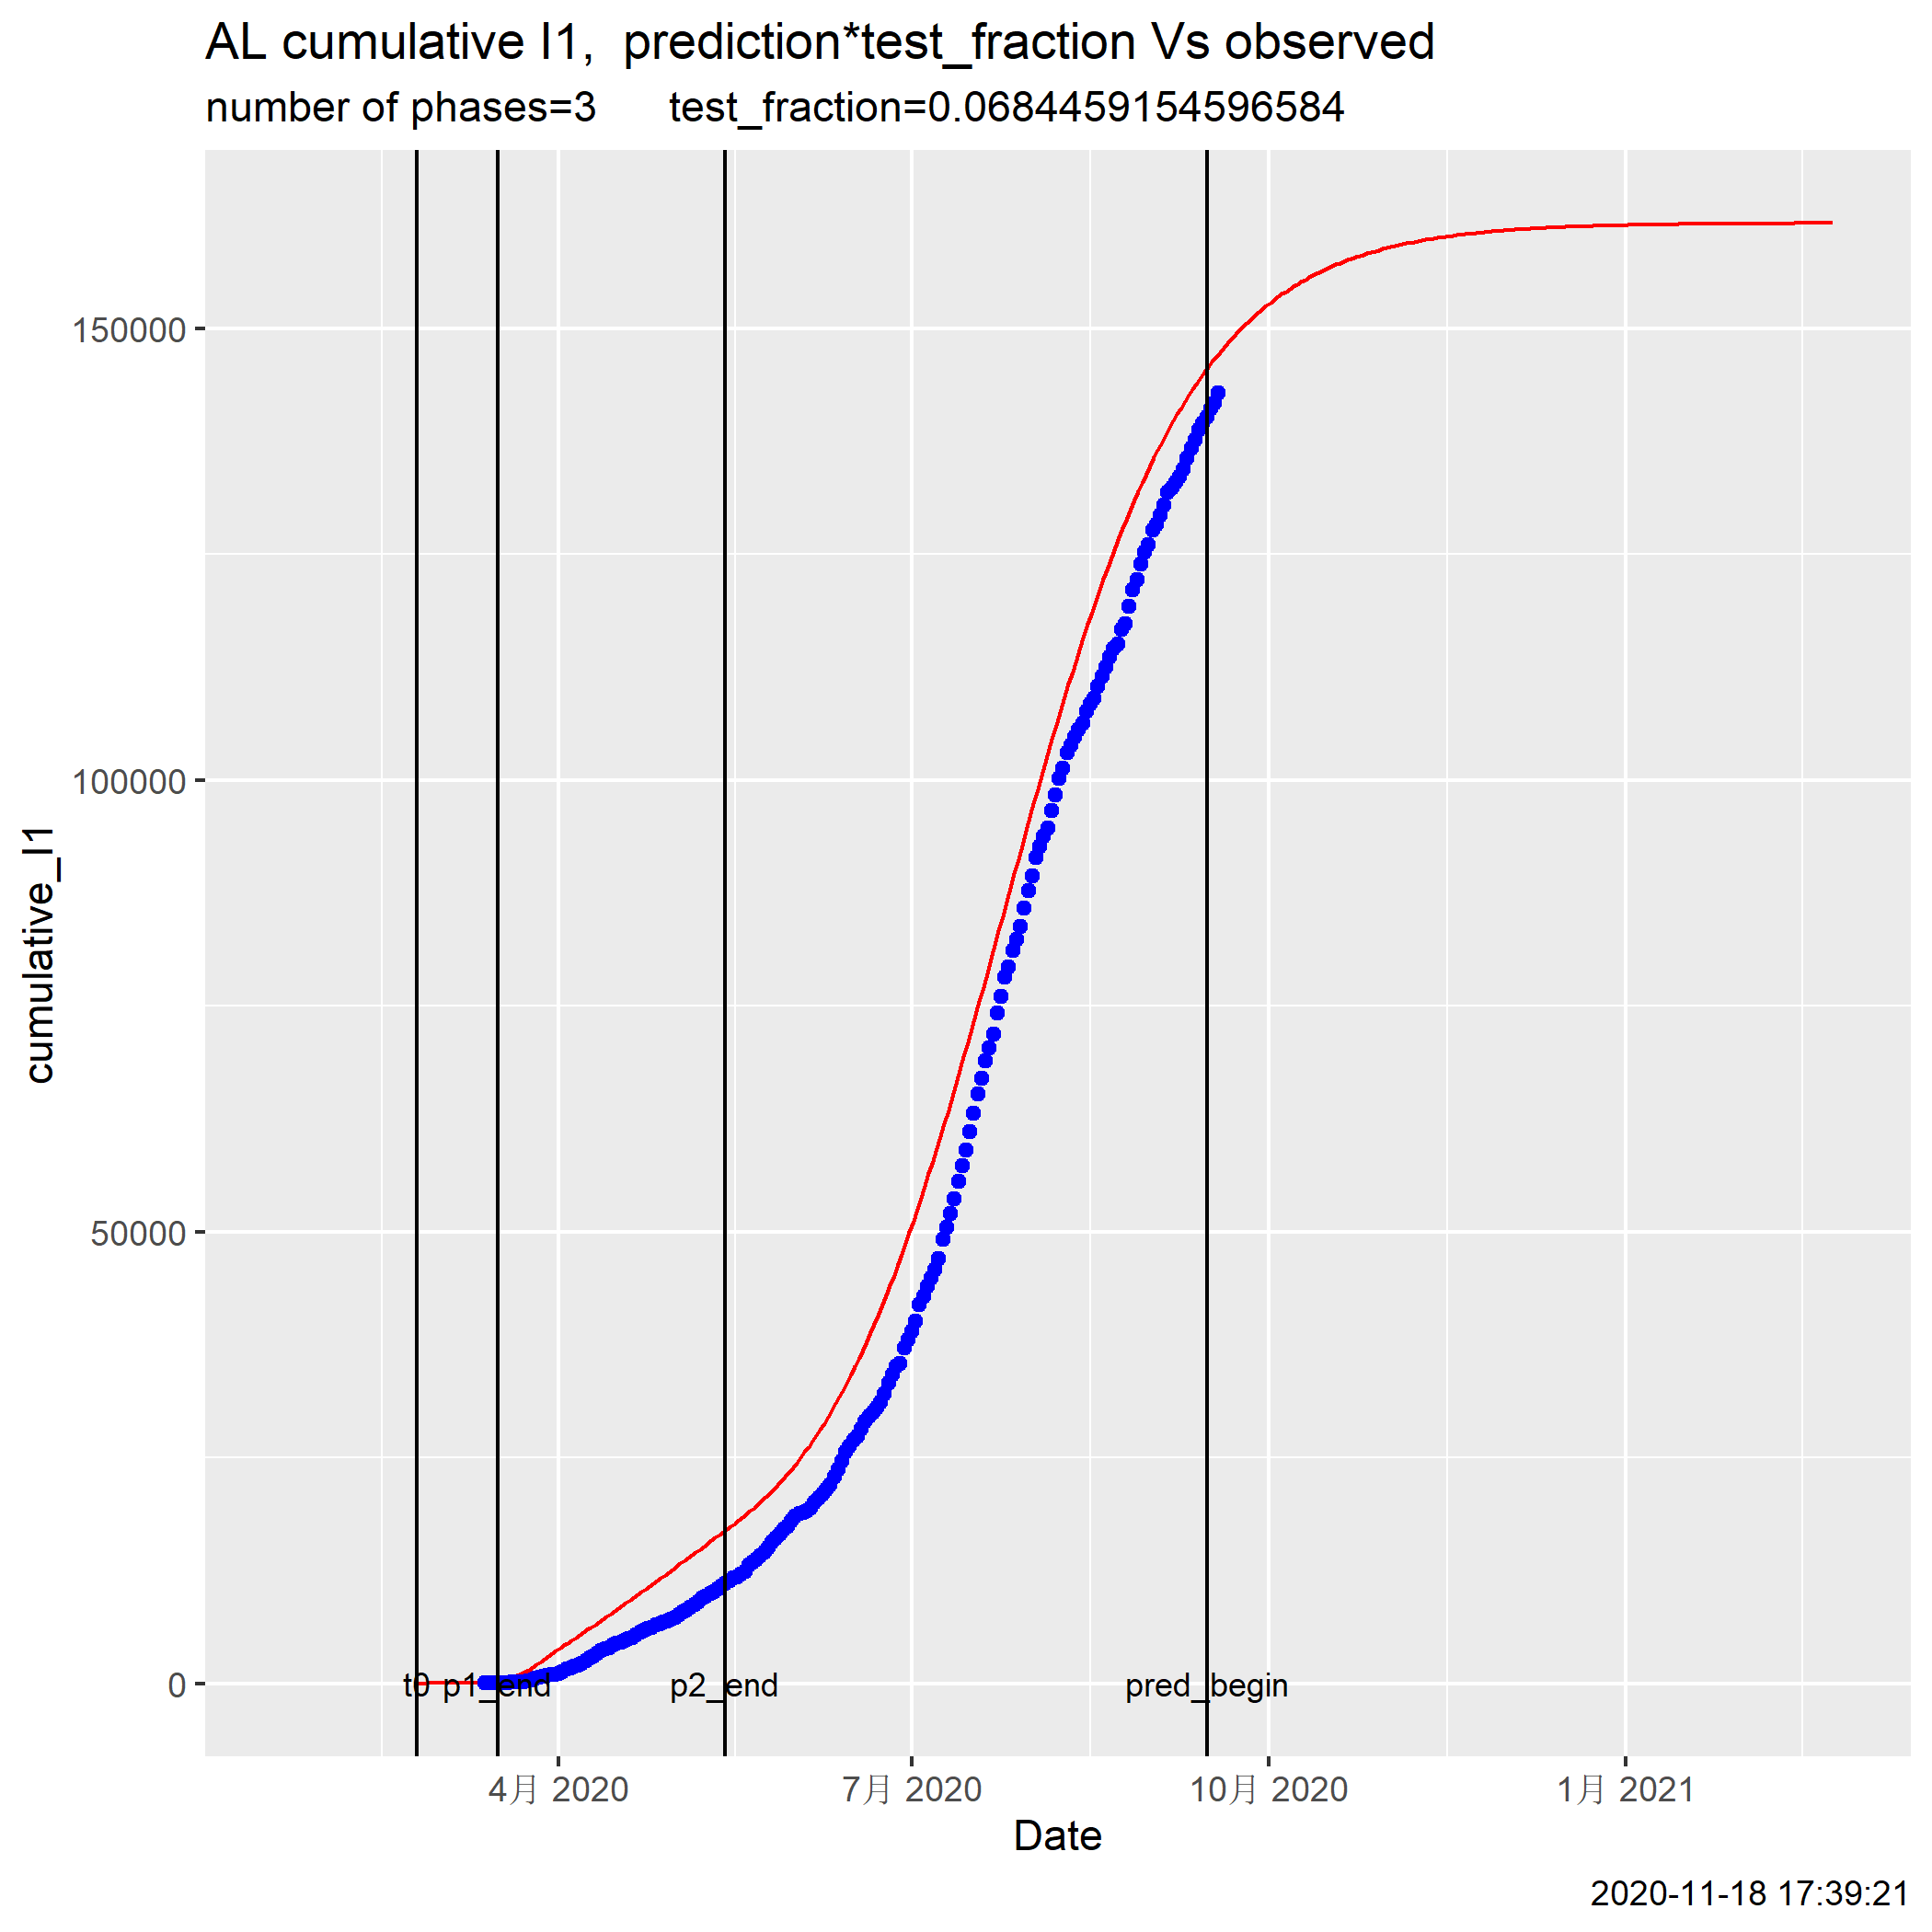 AL cumulative I1,  prediction*test_fraction Vs observed
number of phases=3      test_fraction=0.0684459154596584
150000
100000
50000
0
cumulative_I1
t0 p1_end p2_end pred_begin
4月 2020 7月 2020 10月 2020 1月 2021
Date
2020-11-18 17:39:21